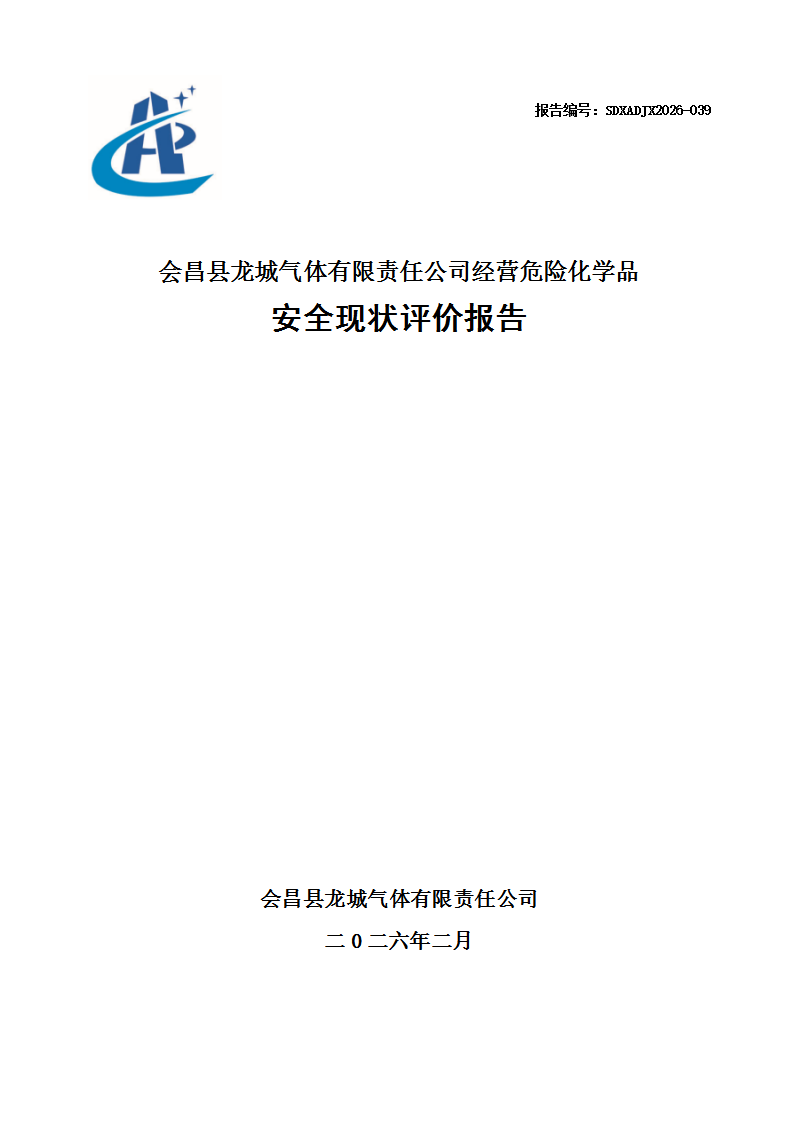 报告编号：SDXADJX2026-039
会昌县龙城气体有限责任公司经营危险化学品
安全现状评价报告
会昌县龙城气体有限责任公司
二0二六年二月